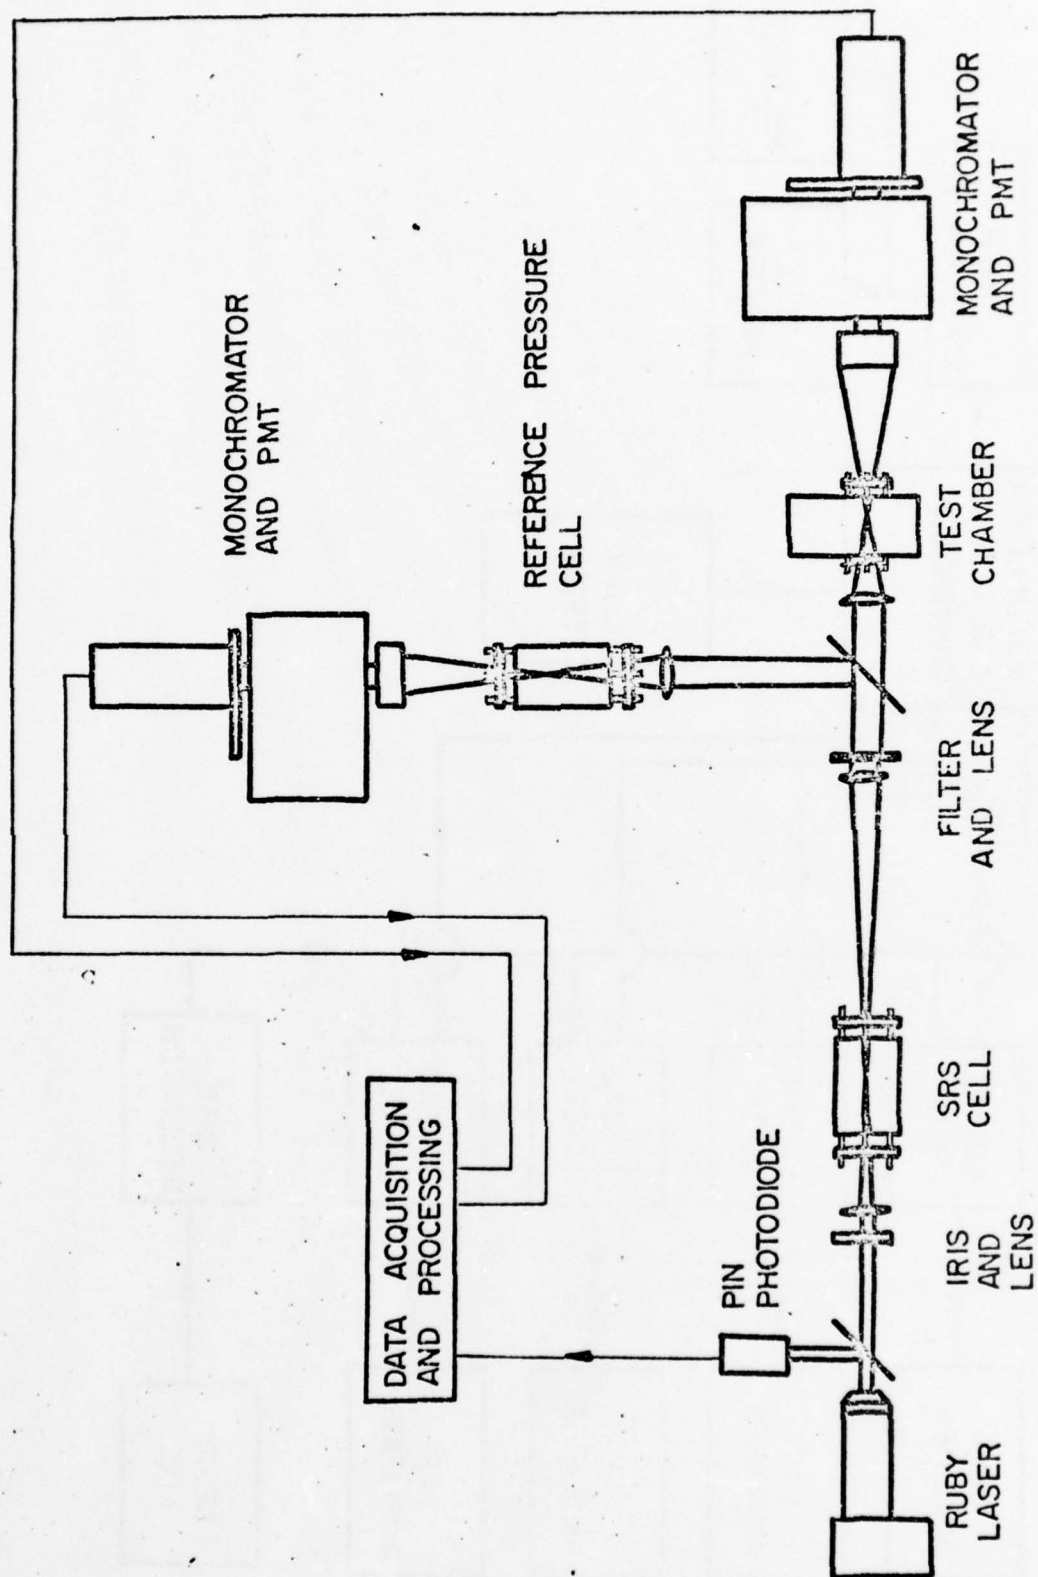 MONOCHROMATOR
AND PMT
REFERENCE PRESSURE
CELL
DATA ACQUISITION
AND PROCESSING
PIN
PHOTODIODE
RUBY
LASER
IRIS
AND
LENS
SRS
CELL
FILTER
AND LENS
TEST
CHAMBER
MONOCHROMATOR
AND PMT